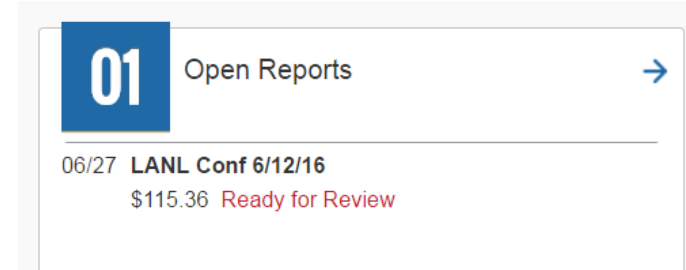 01 Open Reports
06/27 LANL Conf 6/12/16
$115.36 Ready for Review